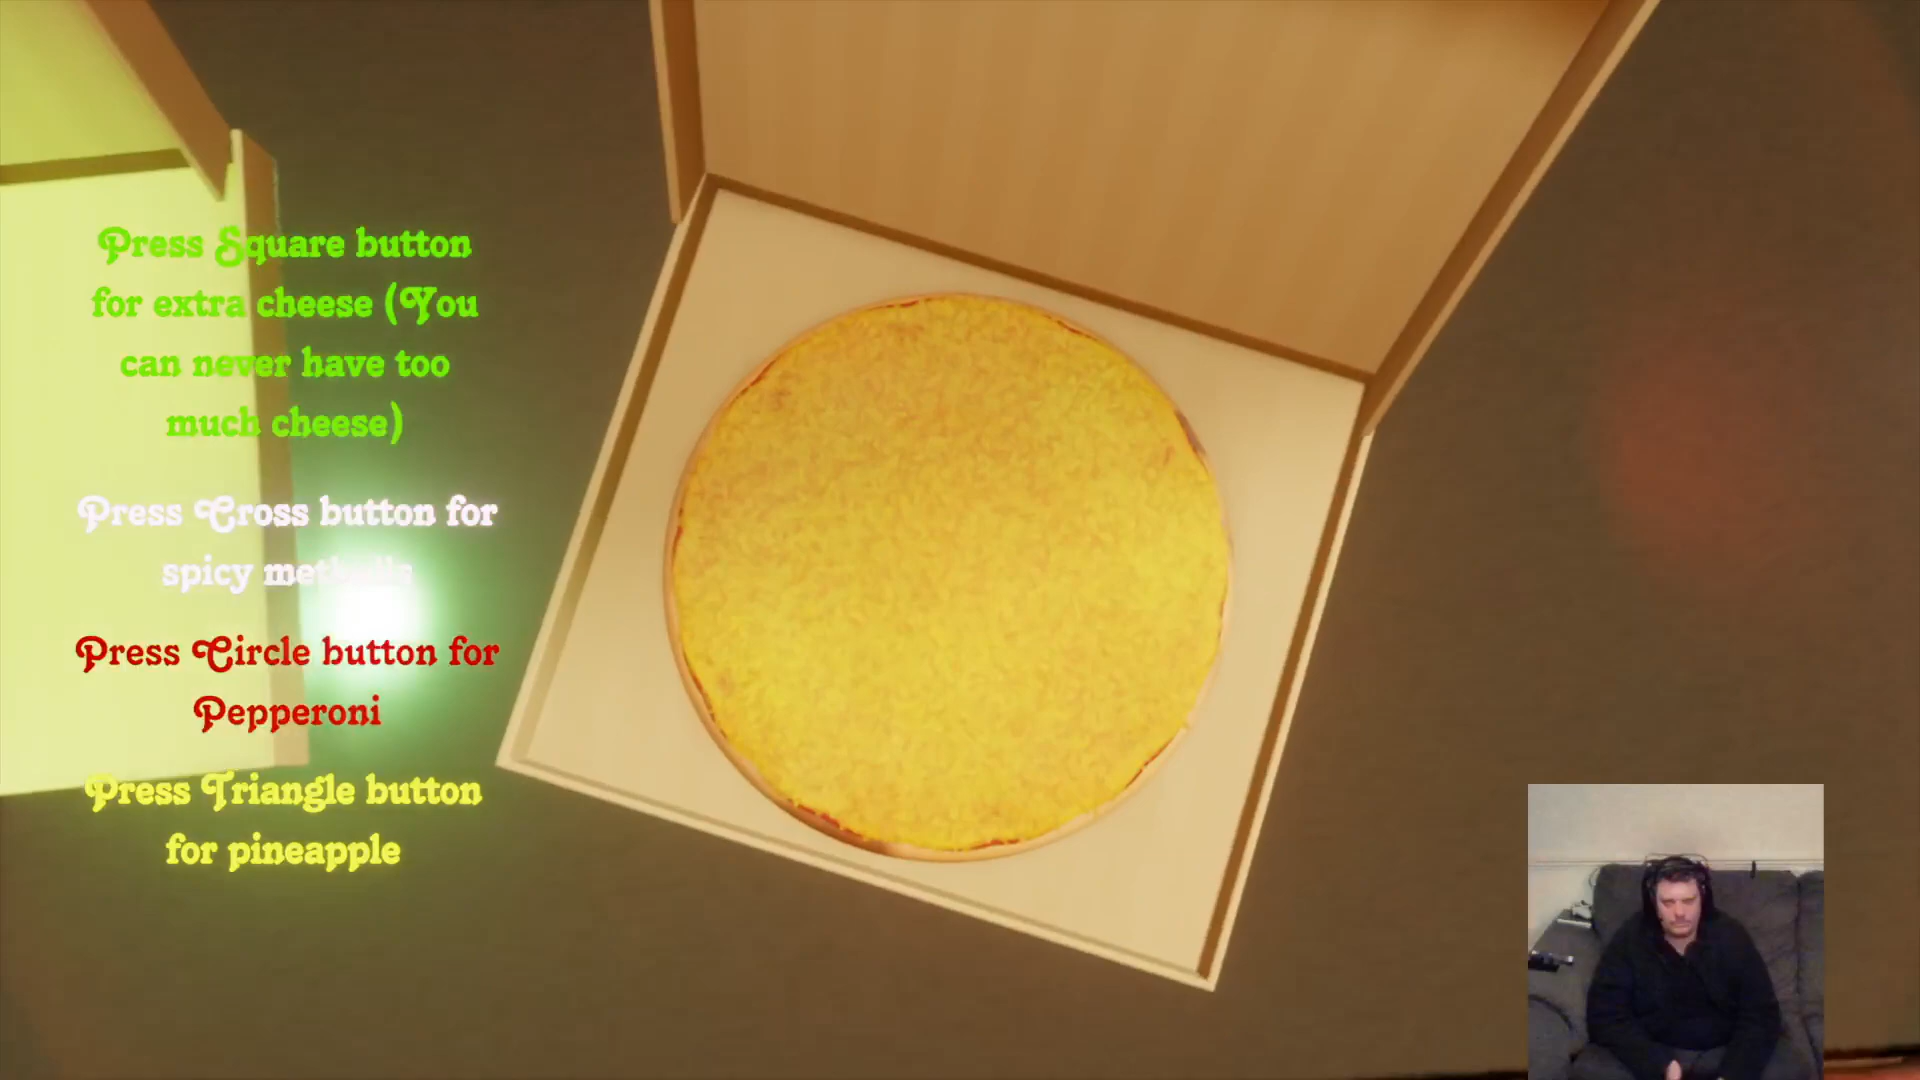 Press Square button
for extra cheese (You
can never have too
much cheese)
Press Cross button for
spicy metballs
Press Circle button for
Pepperoni
Press Triangle button
for pineapple